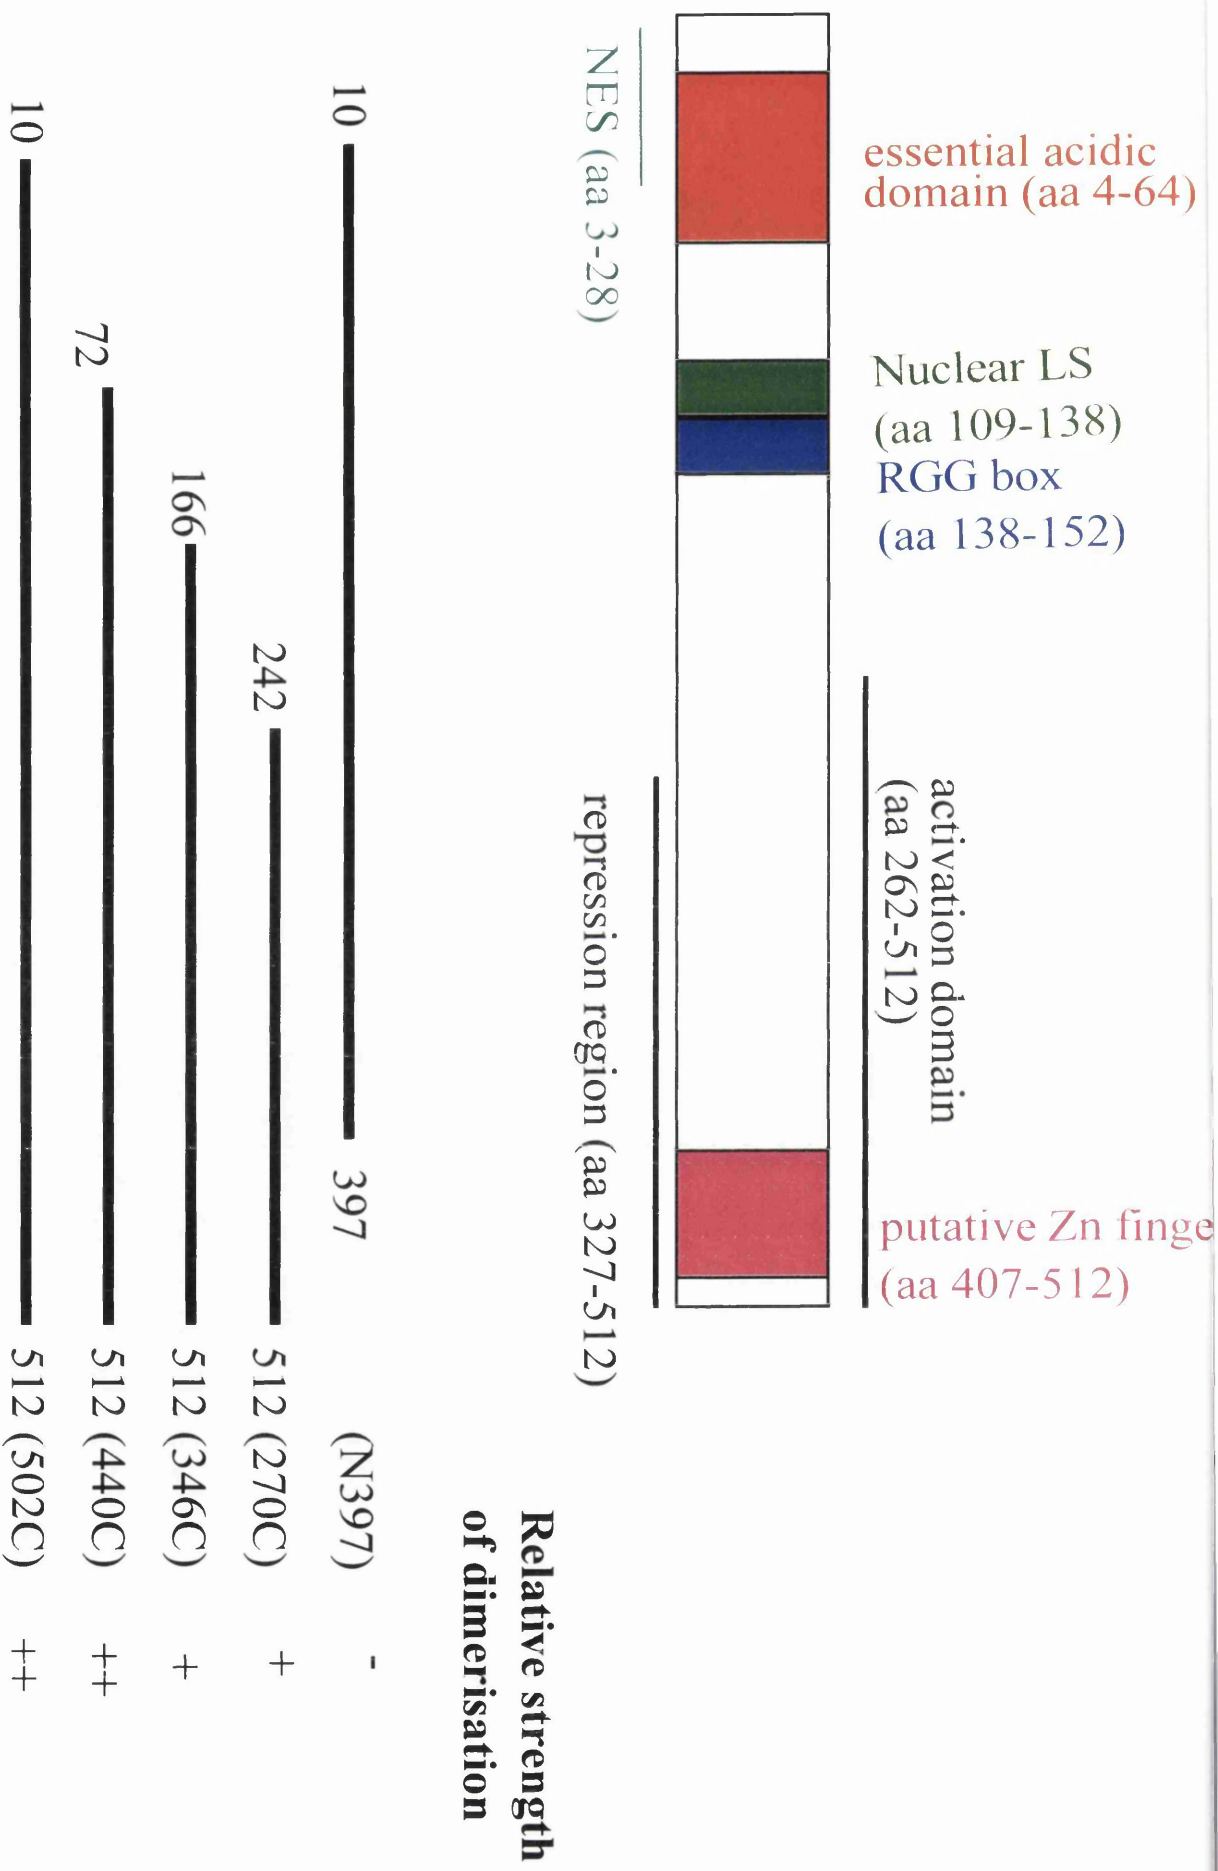 essential acidic
domain (aa 4-64)
Nuclear LS
(aa 109-138)
RGG box
(aa 138-152)
activation domain
(aa 262-512)
putative Zn finge
(aa 407-512)
NES (aa 3-28)
repression region (aa 327-512)
Relative strength
of dimerisation
10 397 (N397) -
242 512 (270C) +
166 512 (346C) +
72 512 (440C) ++
10 512 (502C) ++